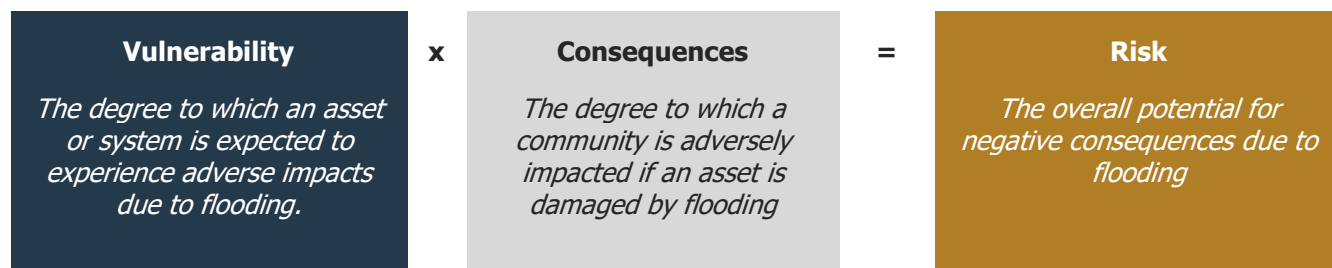 Vulnerability
The degree to which an asset
or system is expected to
experience adverse impacts
due to flooding.
x
Consequences
The degree to which a
community is adversely
impacted if an asset is
damaged by flooding
=
Risk
The overall potential for
negative consequences due to
flooding